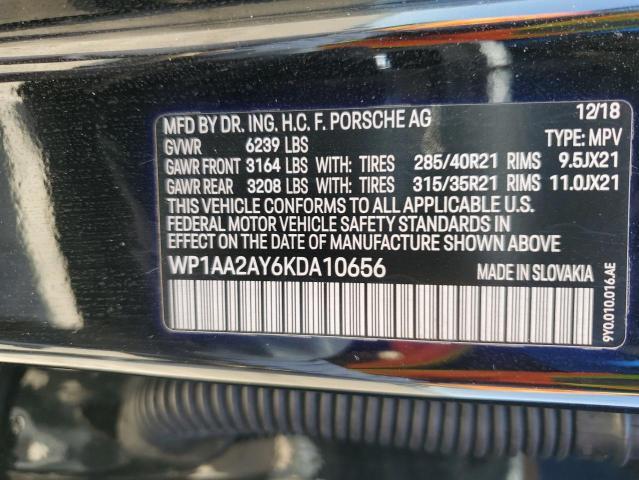 MFD BY DR. ING. H.C. F. PORSCHE AG 12/18
GVWR 6239 LBS TYPE: MPV
GAWR FRONT 3164 LBS WITH: TIRES 285/40R21 RIMS 9.5JX21
GAWR REAR 3208 LBS WITH: TIRES 315/35R21 RIMS 11.0JX21
THIS VEHICLE CONFORMS TO ALL APPLICABLE U.S.
FEDERAL MOTOR VEHICLE SAFETY STANDARDS IN
EFFECT ON THE DATE OF MANUFACTURE SHOWN ABOVE
WP1AA2AY6KDA10656 MADE IN SLOVAKIA
9Y0.010.016.AE